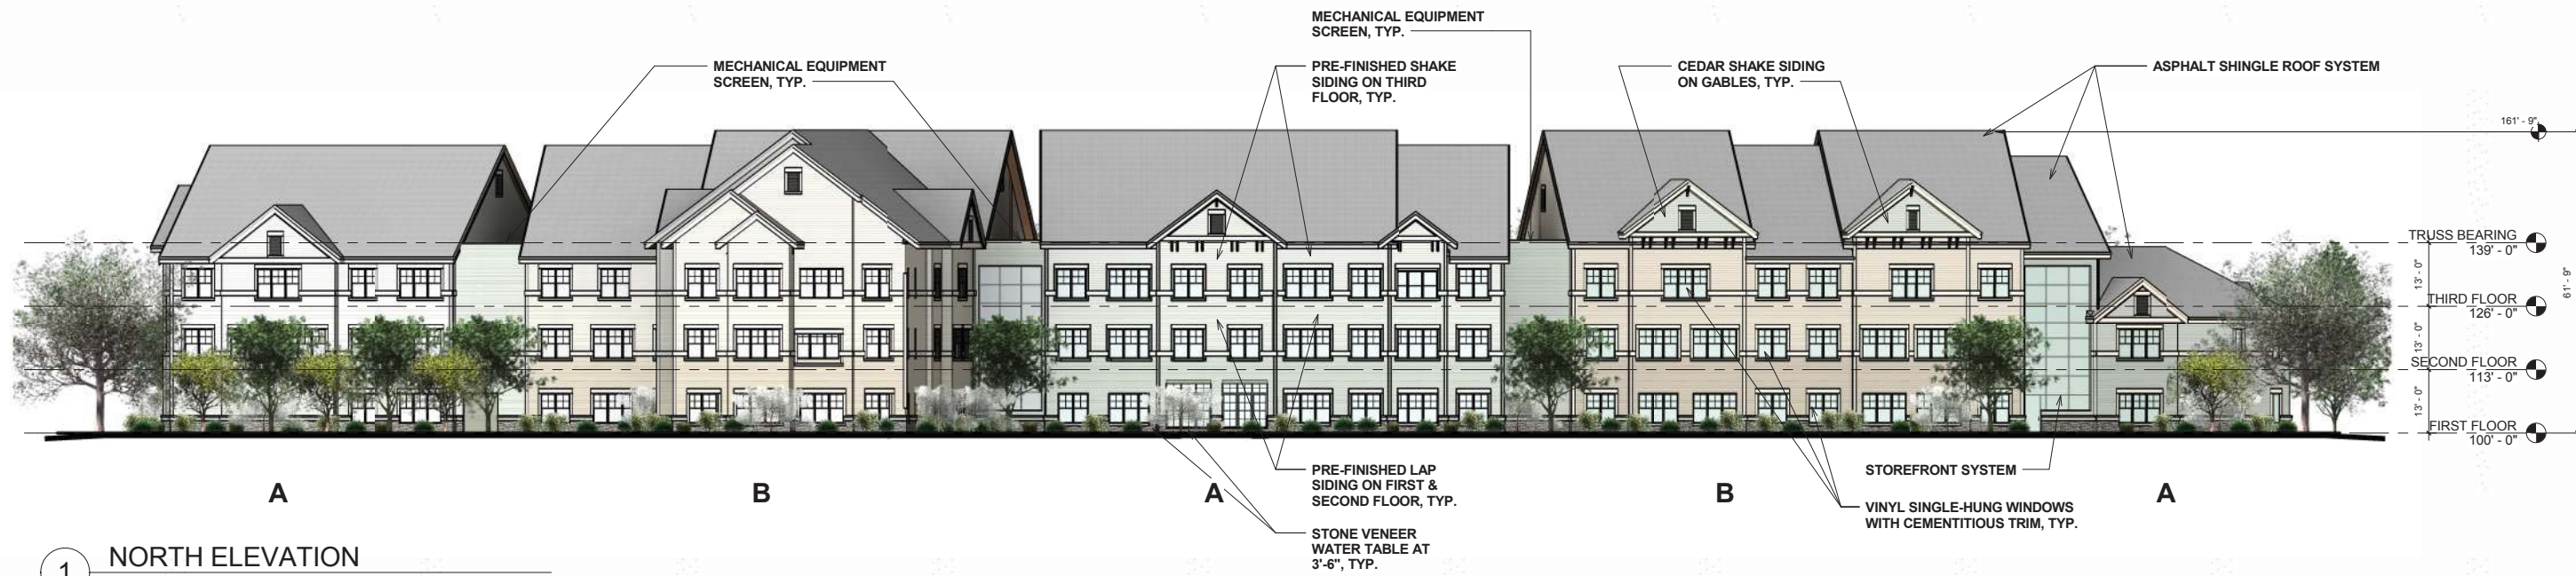 MECHANICAL EQUIPMENT
SCREEN, TYP.
MECHANICAL EQUIPMENT
SCREEN, TYP.
PRE-FINISHED SHAKE
SIDING ON THIRD
FLOOR, TYP.
CEDAR SHAKE SIDING
ON GABLES, TYP.
ASPHALT SHINGLE ROOF SYSTEM
161' - 9"
TRUSS BEARING
139' - 0"
13' - 0"
61' - 9"
THIRD FLOOR
126' - 0"
13' - 0"
SECOND FLOOR
113' - 0"
13' - 0"
FIRST FLOOR
100' - 0"
PRE-FINISHED LAP
SIDING ON FIRST &
SECOND FLOOR, TYP.
STOREFRONT SYSTEM
A
B
A
B
A
VINYL SINGLE-HUNG WINDOWS
WITH CEMENTITIOUS TRIM, TYP.
STONE VENEER
WATER TABLE AT
3'-6", TYP.
1
NORTH ELEVATION